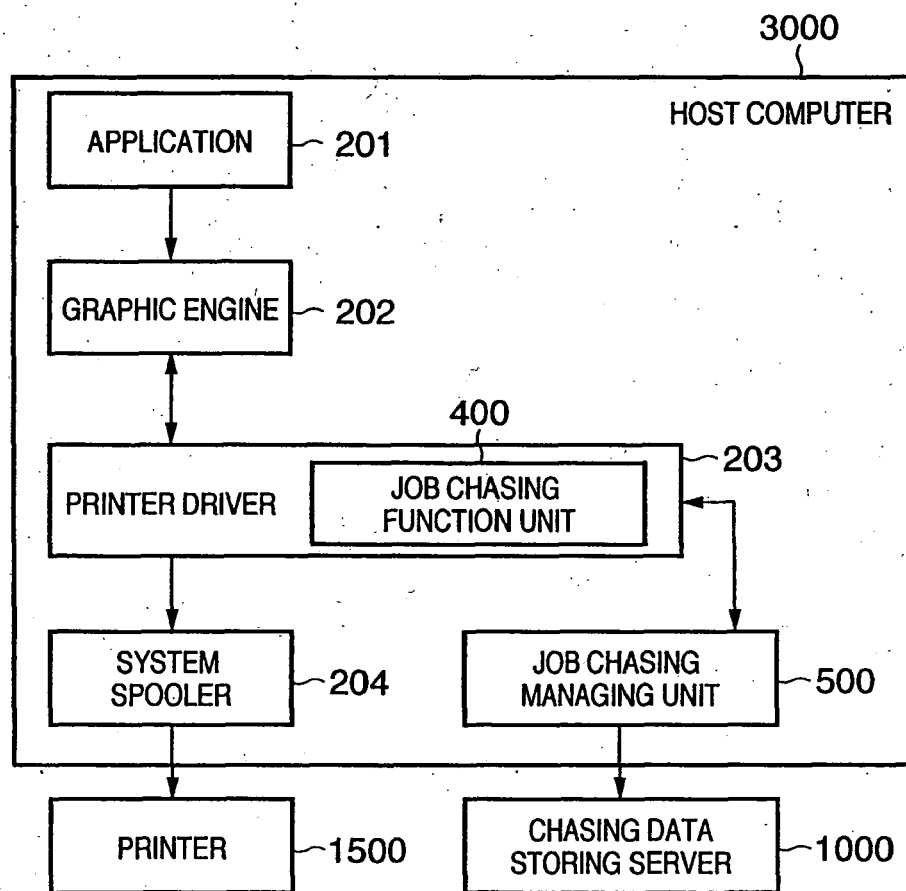 3000
HOST COMPUTER
APPLICATION
201
GRAPHIC ENGINE
202
400
203
PRINTER DRIVER
JOB CHASING
FUNCTION UNIT
SYSTEM
SPOOLER
204
JOB CHASING
MANAGING UNIT
500
PRINTER
1500
CHASING DATA
STORING SERVER
1000